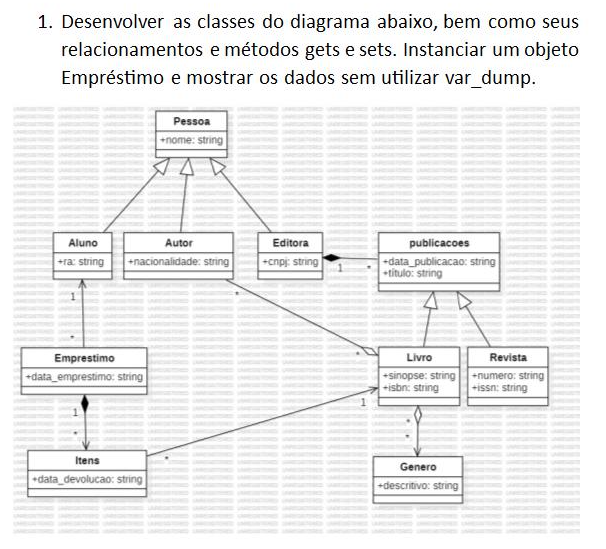 1. Desenvolver as classes do diagrama abaixo, bem como seus
relacionamentos e métodos gets e sets. Instanciar um objeto
Empréstimo e mostrar os dados sem utilizar var_dump.
Pessoa
+nome: string
Aluno
+ra: string
Autor
+nacionalidade: string
Editora
+cnpj: string
1
*
publicacoes
+data_publicacao: string
+titulo: string
1
*
*
*
Emprestimo
+data_emprestimo: string
Livro
+sinopse: string
+isbn: string
Revista
+numero: string
+issn: string
1
*
1
*
*
*
Itens
+data_devolucao: string
*
Genero
+descritivo: string